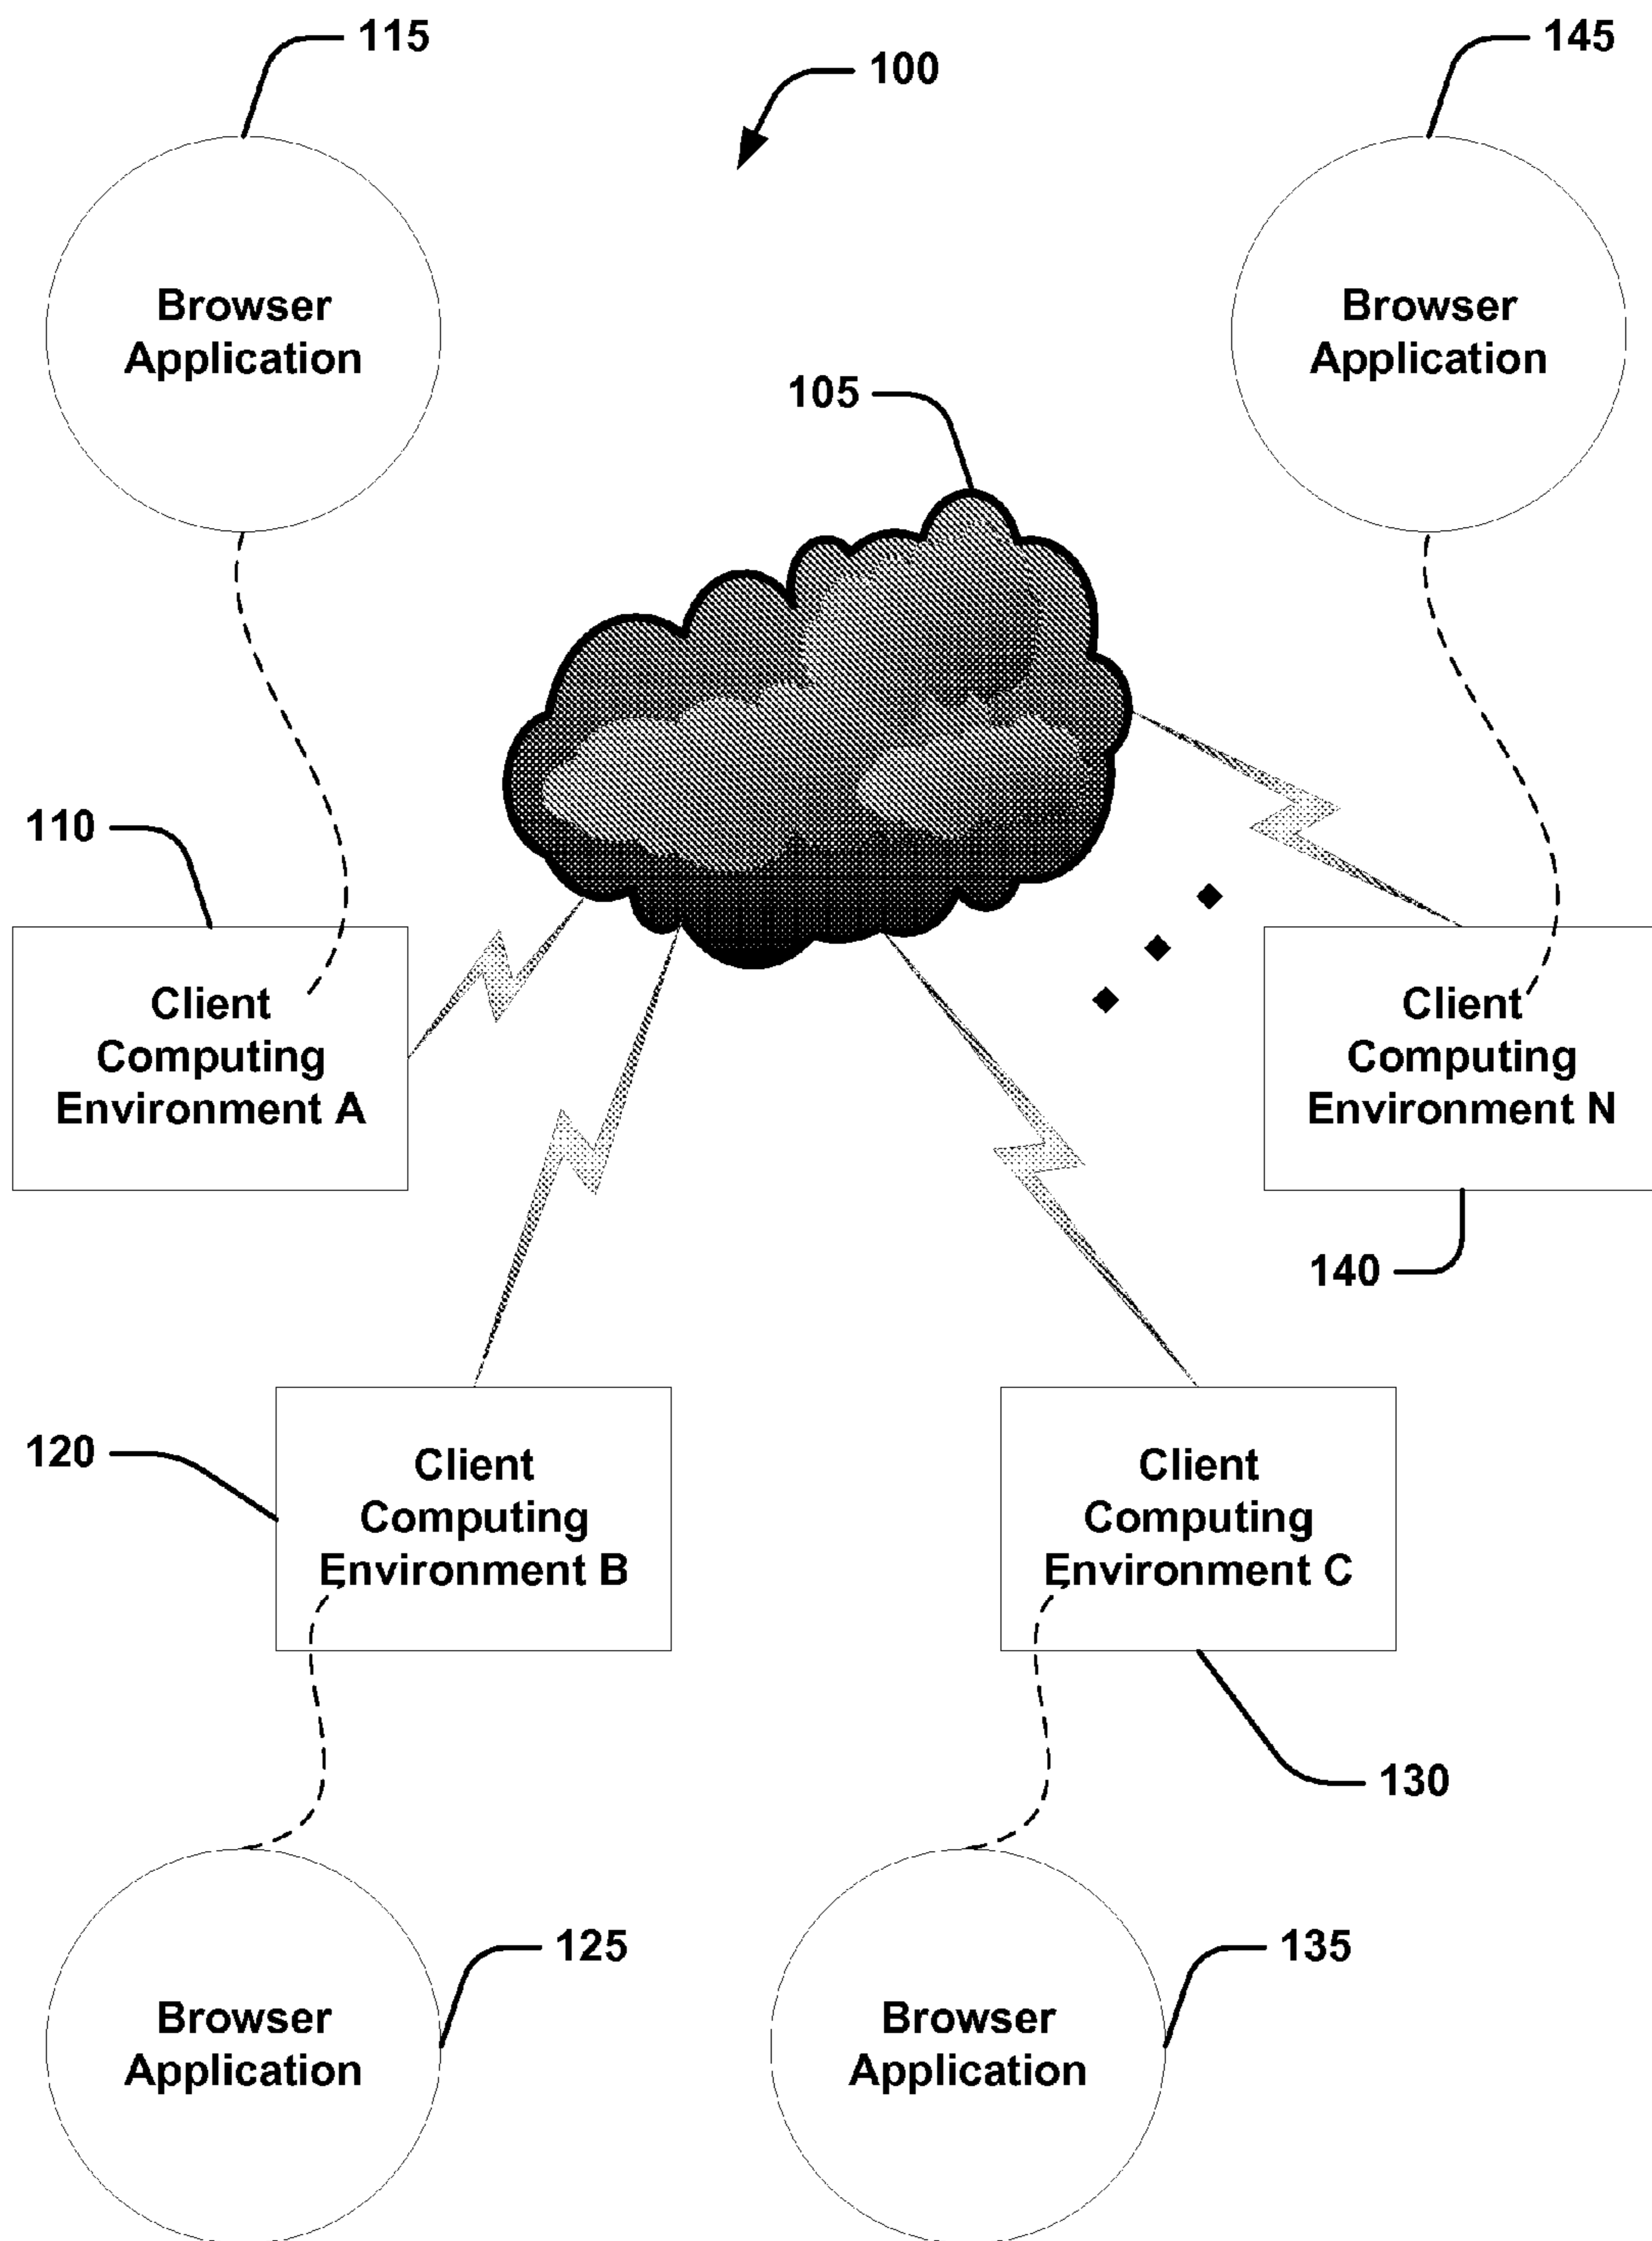 115
100
145
Browser
Application
Browser
Application
105
110
Client
Computing
Environment A
Client
Computing
Environment N
140
120
Client
Computing
Environment B
Client
Computing
Environment C
130
125
135
Browser
Application
Browser
Application